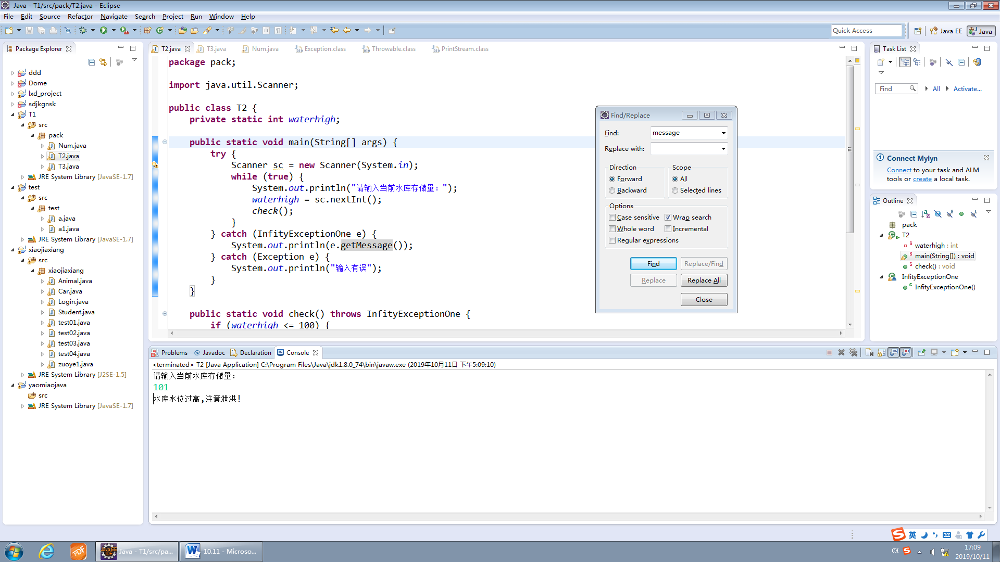 Java - T1/src/pack/T2.java - Eclipse
File Edit Source Refactor Navigate Search Project Run Window Help
Quick Access
Java EE
Java
Package Explorer
ddd
Dome
lxd_project
sdjkgnsk
T1
src
pack
Num.java
T2.java
T3.java
JRE System Library [JavaSE-1.7]
test
src
test
a.java
a1.java
JRE System Library [JavaSE-1.7]
xiaojiaxiang
src
xiaojiaxiang
Animal.java
Car.java
Login.java
Student.java
test01.java
test02.java
test03.java
test04.java
zuoye1.java
JRE System Library [J2SE-1.5]
yaomiaojava
src
JRE System Library [JavaSE-1.7]
T2.java T3.java Num.java Exception.class Throwable.class PrintStream.class
package pack;
import java.util.Scanner;
public class T2 {
private static int waterhigh;
public static void main(String[] args) {
try {
Scanner sc = new Scanner(System.in);
while (true) {
System.out.println("请输入当前水库存储量：");
waterhigh = sc.nextInt();
check();
}
} catch (InfityExceptionOne e) {
System.out.println(e.getMessage());
} catch (Exception e) {
System.out.println("输入有误");
}
}
public static void check() throws InfityExceptionOne {
if (waterhigh <= 100) {
Find/Replace
Find: message
Replace with:
Direction
Forward
Backward
Scope
All
Selected lines
Options
Case sensitive Wrap search
Whole word Incremental
Regular expressions
Find Replace/Find
Replace Replace All
Close
Task List
Find All Activate...
Connect Mylyn
Connect to your task and ALM
tools or create a local task.
Outline
pack
T2
waterhigh : int
main(String[]) : void
check() : void
InfityExceptionOne
InfityExceptionOne()
Problems @ Javadoc Declaration Console
<terminated> T2 [Java Application] C:\Program Files\Java\jdk1.8.0_74\bin\javaw.exe (2019年10月11日 下午5:09:10)
请输入当前水库存储量：
101
水库水位过高,注意泄洪!
英
PDF
Java EE
IDE
Java - T1/src/pa...
10.11 - Microso...
CH
17:09
2019/10/11